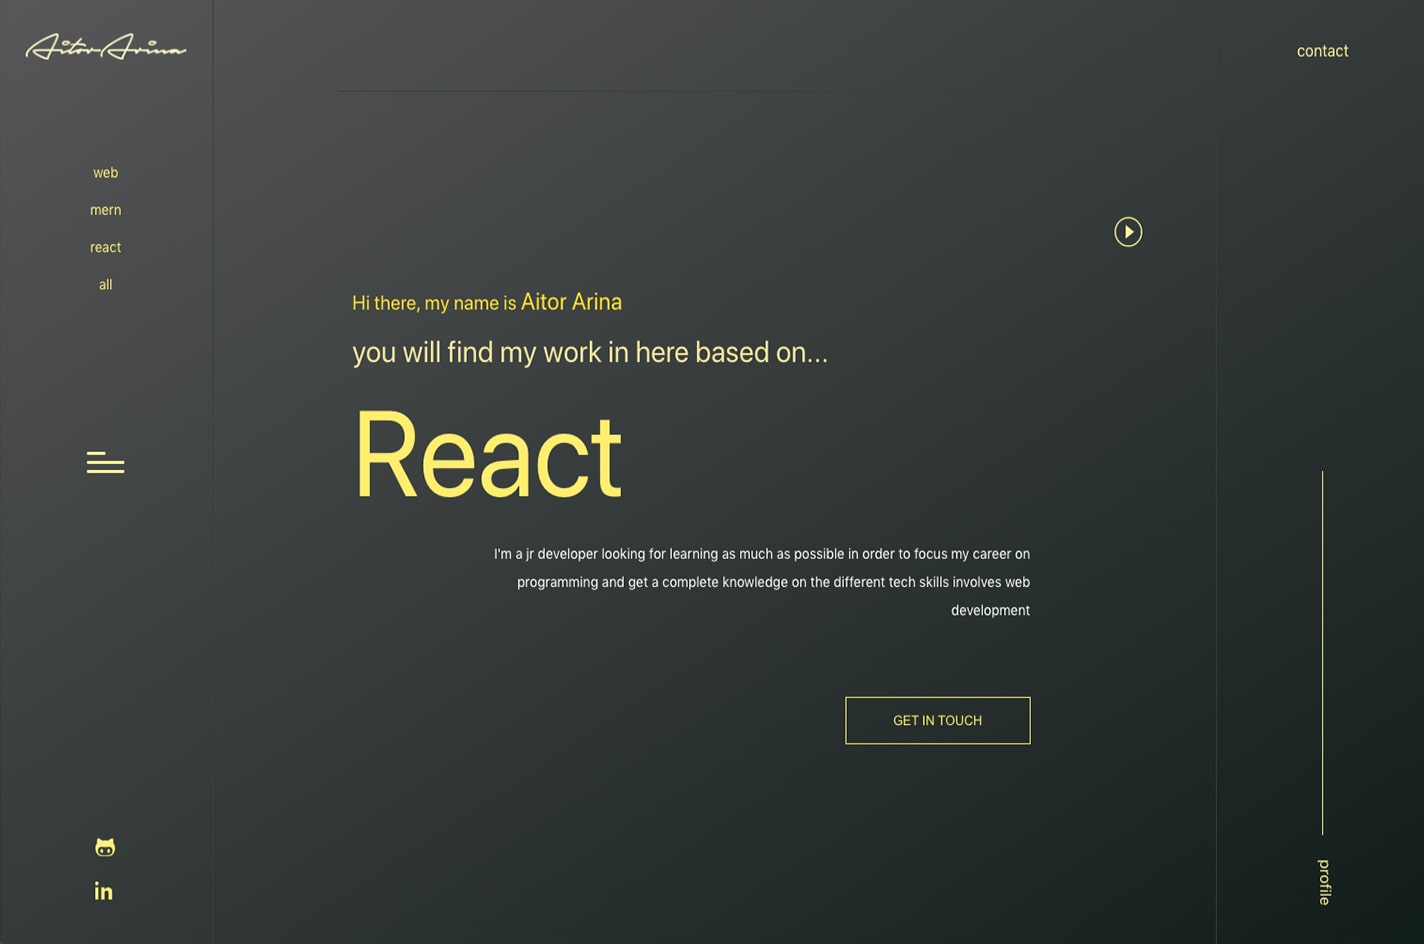 Aitor Arina
contact
web
mern
react
all
Hi there, my name is Aitor Arina
you will find my work in here based on...
React
I'm a jr developer looking for learning as much as possible in order to focus my career on
programming and get a complete knowledge on the different tech skills involves web
development
GET IN TOUCH
in
profile